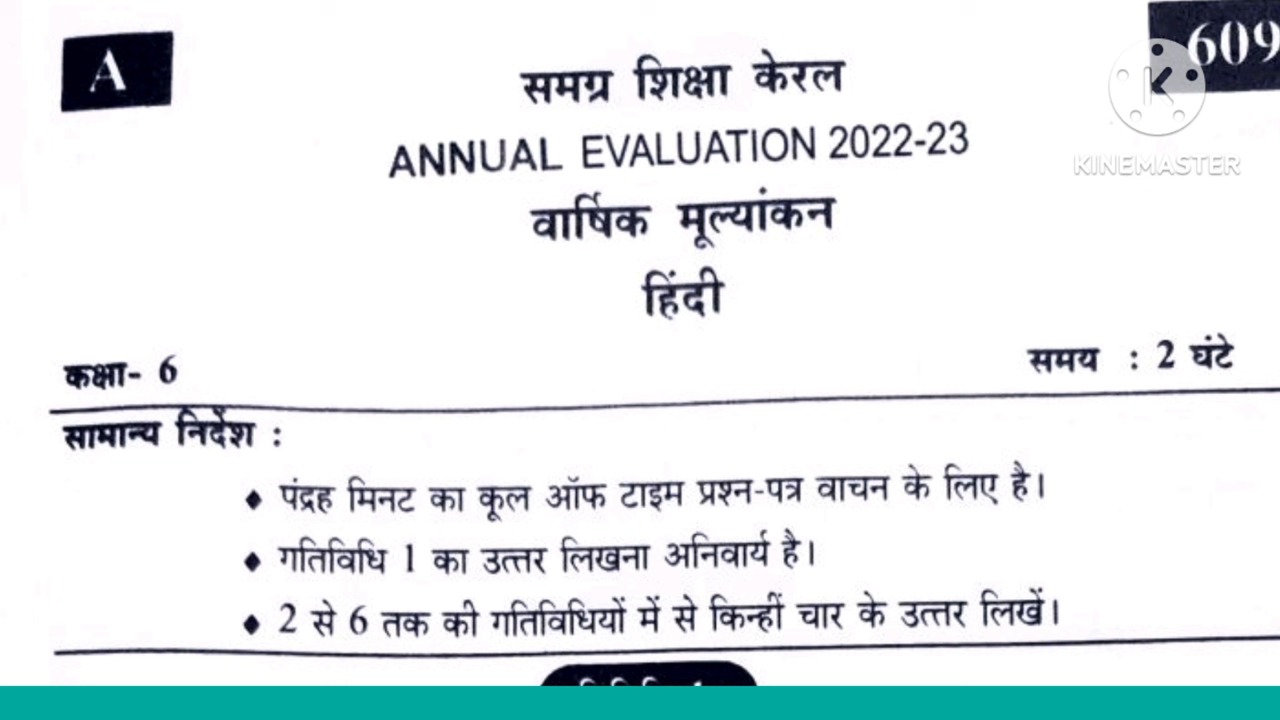 A
609
समग्र शिक्षा केरल
KINEMASTER
ANNUAL EVALUATION 2022-23
वार्षिक मूल्यांकन
हिंदी
कक्षा- 6
समय : 2 घंटे
सामान्य निर्देश :
♦ पंद्रह मिनट का कूल ऑफ टाइम प्रश्न-पत्र वाचन के लिए है।
♦ गतिविधि 1 का उत्तर लिखना अनिवार्य है।
♦ 2 से 6 तक की गतिविधियों में से किन्हीं चार के उत्तर लिखें।